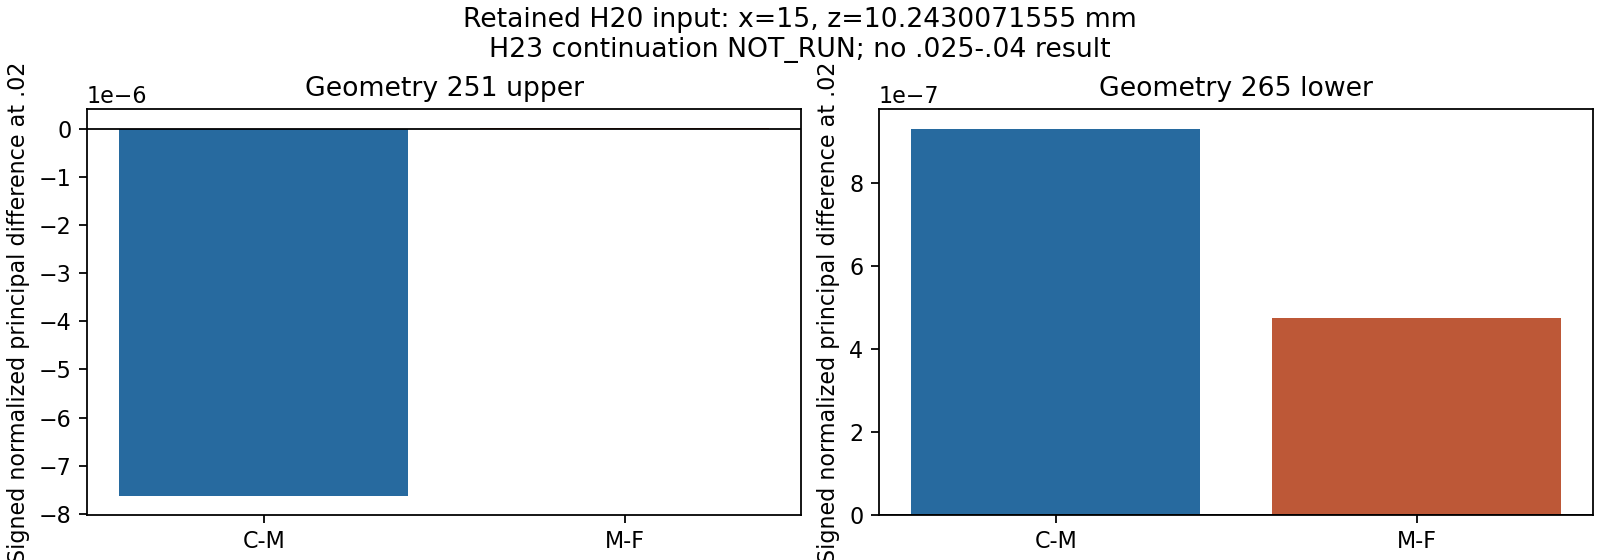 Retained H20 input: x=15, z=10.2430071555 mm
H23 continuation NOT_RUN; no .025-.04 result
Geometry 251 upper
1e−6
Signed normalized principal difference at .02
0
−1
−2
−3
−4
−5
−6
−7
−8
C-M
M-F
Geometry 265 lower
1e−7
Signed normalized principal difference at .02
8
6
4
2
0
C-M
M-F